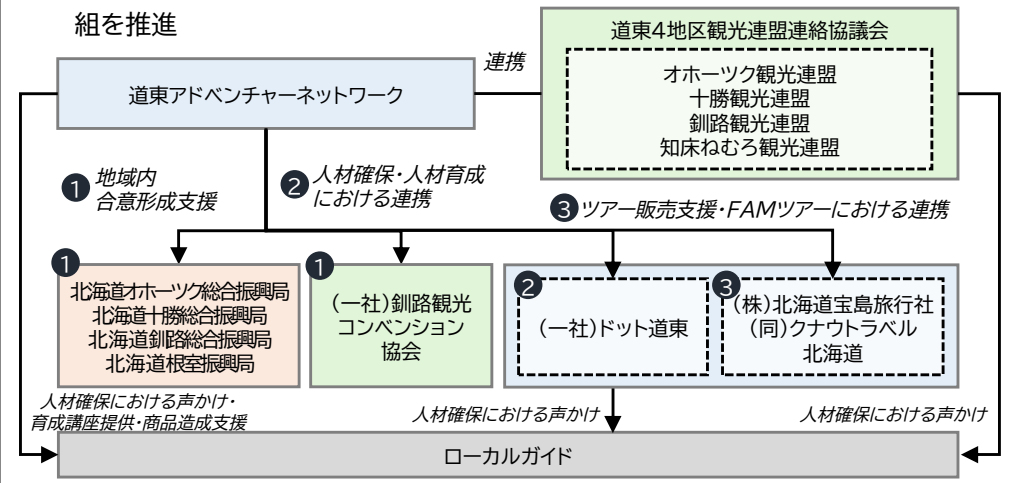 組を推進
道東4地区観光連盟連絡協議会
オホーツク観光連盟
十勝観光連盟
釧路観光連盟
知床ねむろ観光連盟
連携
道東アドベンチャーネットワーク
1 地域内
合意形成支援
2 人材確保・人材育成
における連携
3 ツアー販売支援・FAMツアーにおける連携
1
北海道オホーツク総合振興局
北海道十勝総合振興局
北海道釧路総合振興局
北海道根室振興局
1
(一社)釧路観光
コンベンション
協会
2
(一社)ドット道東
3
(株)北海道宝島旅行社
(同)クナウトラベル
北海道
人材確保における声かけ・
育成講座提供・商品造成支援
人材確保における声かけ
人材確保における声かけ
ローカルガイド